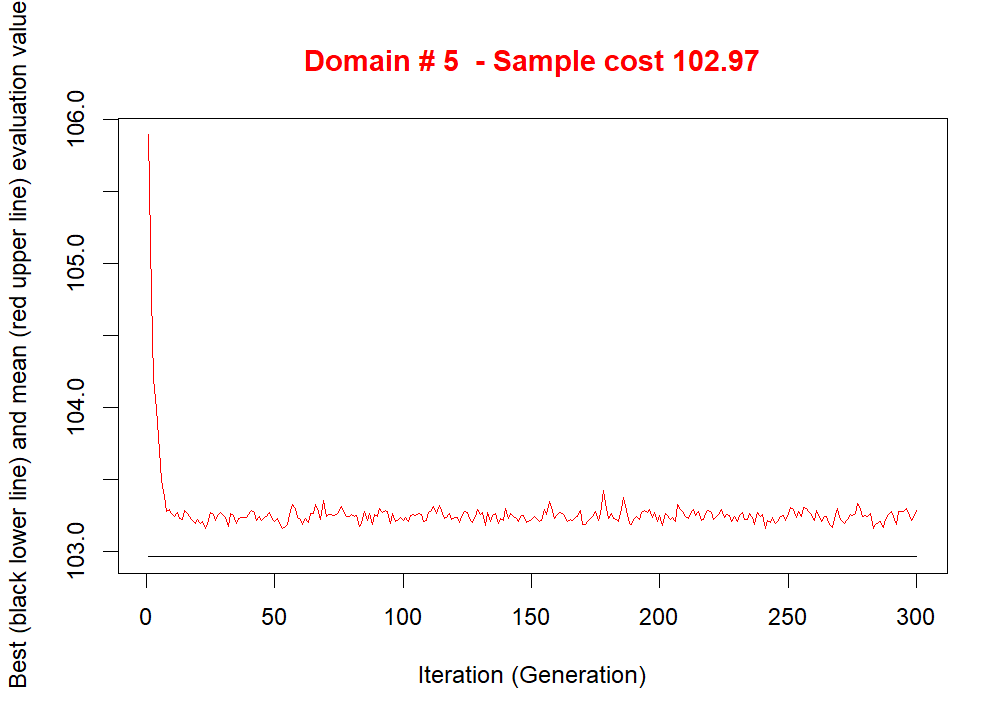 Domain # 5  - Sample cost 102.97
Best (black lower line) and mean (red upper line) evaluation value
106.0
105.0
104.0
103.0
0 50 100 150 200 250 300
Iteration (Generation)